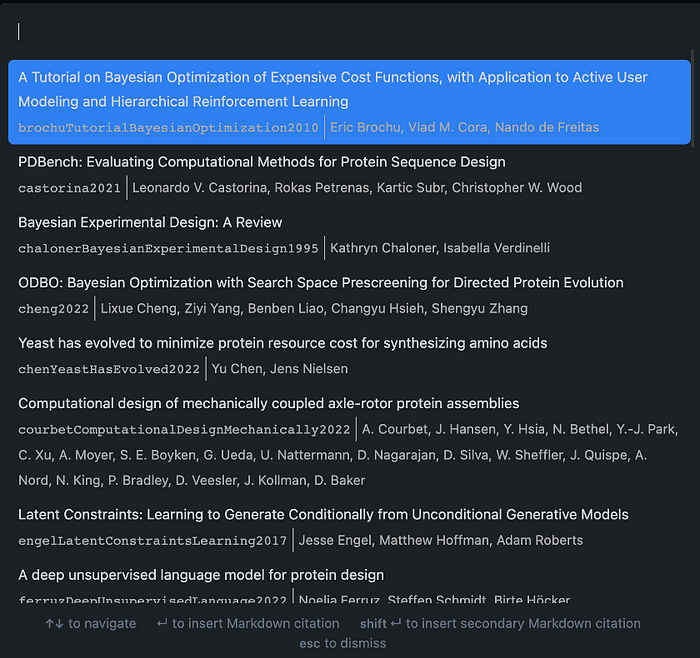 A Tutorial on Bayesian Optimization of Expensive Cost Functions, with Application to Active User
Modeling and Hierarchical Reinforcement Learning
brochuTutorialBayesianOptimization2010 Eric Brochu, Vlad M. Cora, Nando de Freitas
PDBench: Evaluating Computational Methods for Protein Sequence Design
castorina2021 Leonardo V. Castorina, Rokas Petrenas, Kartic Subr, Christopher W. Wood
Bayesian Experimental Design: A Review
chalonerBayesianExperimentalDesign1995 Kathryn Chaloner, Isabella Verdinelli
ODBO: Bayesian Optimization with Search Space Prescreening for Directed Protein Evolution
cheng2022 Lixue Cheng, Ziyi Yang, Benben Liao, Changyu Hsieh, Shengyu Zhang
Yeast has evolved to minimize protein resource cost for synthesizing amino acids
chenYeastHasEvolved2022 Yu Chen, Jens Nielsen
Computational design of mechanically coupled axle-rotor protein assemblies
courbetComputationalDesignMechanically2022 A. Courbet, J. Hansen, Y. Hsia, N. Bethel, Y.-J. Park,
C. Xu, A. Moyer, S. E. Boyken, G. Ueda, U. Nattermann, D. Nagarajan, D. Silva, W. Sheffler, J. Quispe, A.
Nord, N. King, P. Bradley, D. Veesler, J. Kollman, D. Baker
Latent Constraints: Learning to Generate Conditionally from Unconditional Generative Models
engelLatentConstraintsLearning2017 Jesse Engel, Matthew Hoffman, Adam Roberts
A deep unsupervised language model for protein design
ferruzDeepUnsupervisedLanguage2022 Noelia Ferruz, Steffen Schmidt, Birte Höcker
↑↓ to navigate ↵ to insert Markdown citation shift ↵ to insert secondary Markdown citation
esc to dismiss